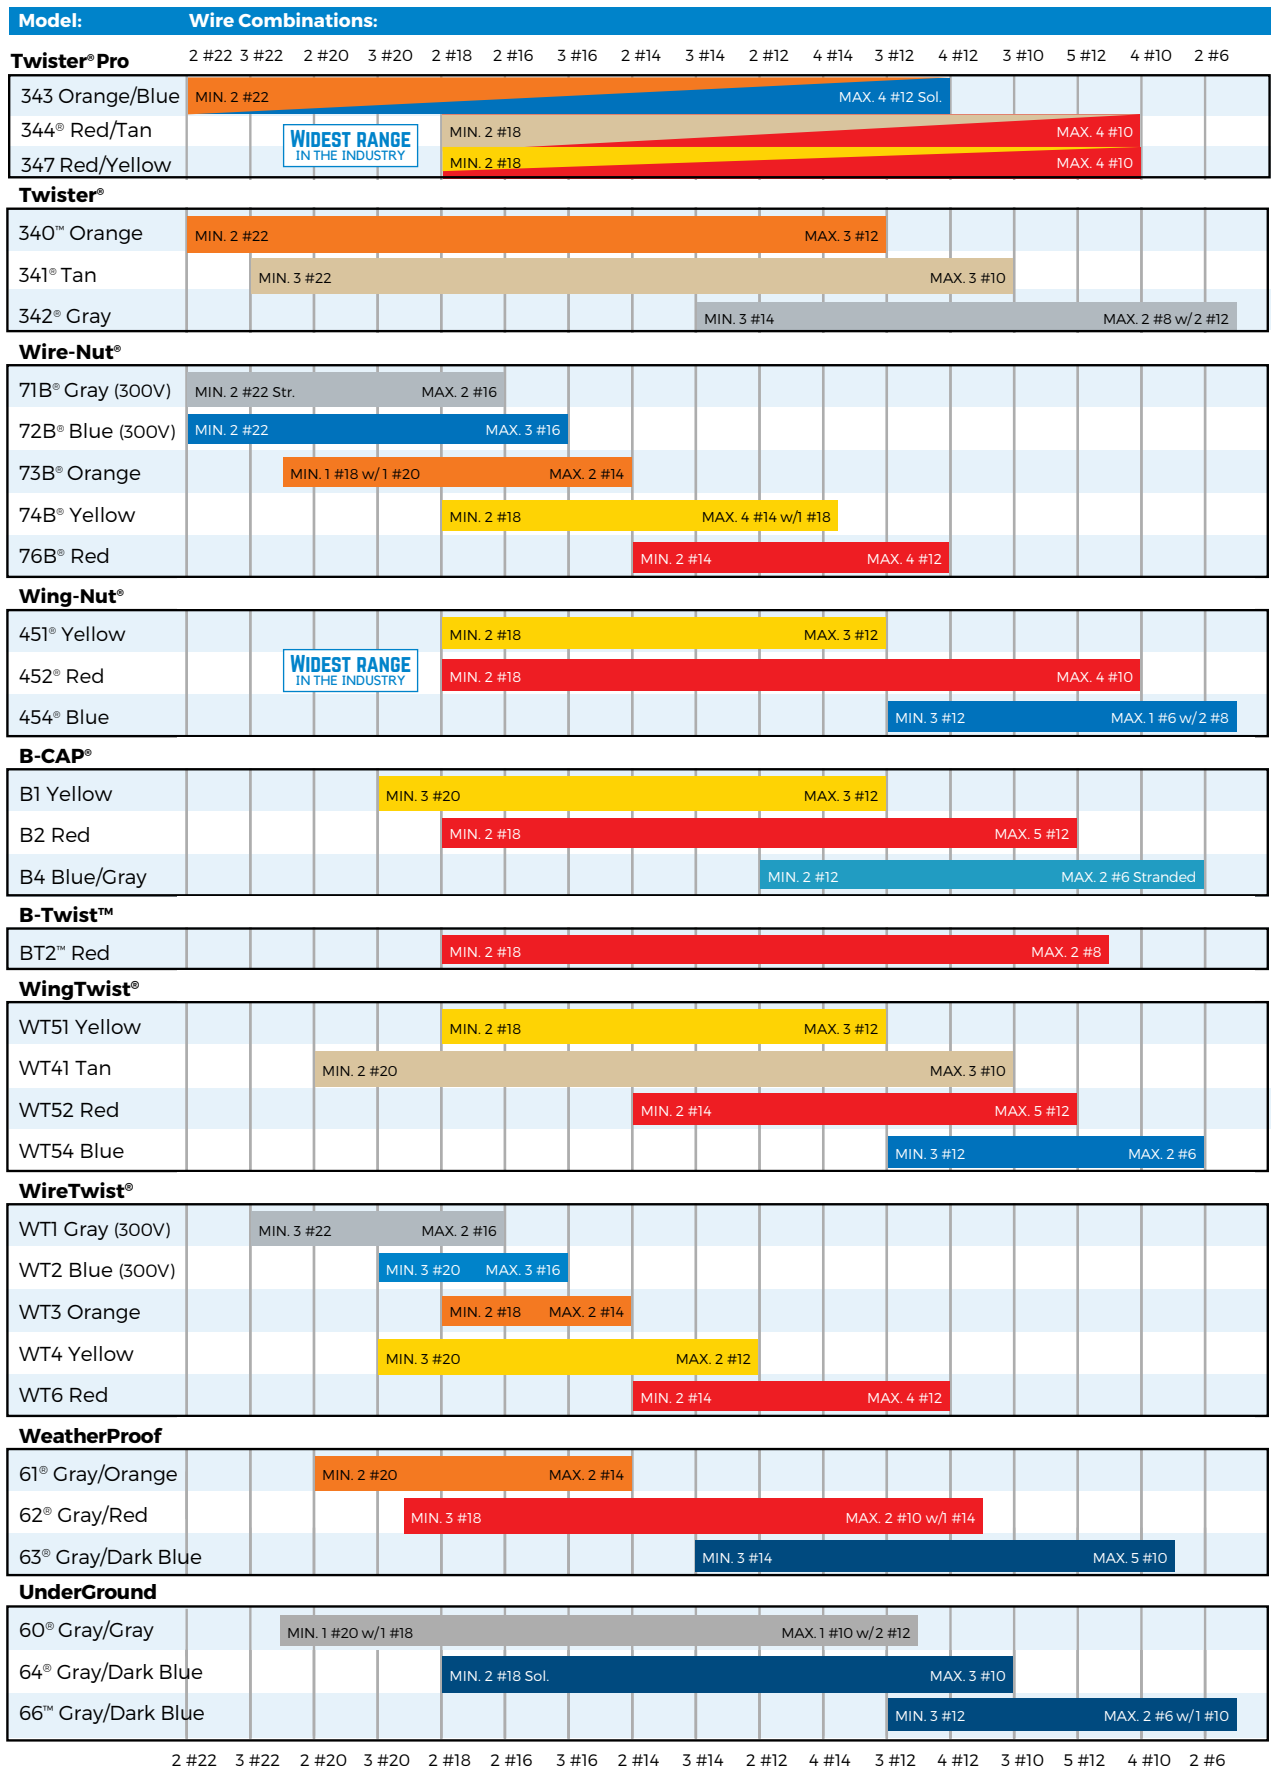 Model: Wire Combinations:
Twister®Pro 2 #22 3 #22 2 #20 3 #20 2 #18 2 #16 3 #16 2 #14 3 #14 2 #12 4 #14 3 #12 4 #12 3 #10 5 #12 4 #10 2 #6
343 Orange/Blue MIN. 2 #22 MAX. 4 #12 Sol.
344® Red/Tan MIN. 2 #18 MAX. 4 #10
WIDEST RANGE
IN THE INDUSTRY
347 Red/Yellow MIN. 2 #18 MAX. 4 #10
Twister®
340™ Orange MIN. 2 #22 MAX. 3 #12
341® Tan MIN. 3 #22 MAX. 3 #10
342® Gray MIN. 3 #14 MAX. 2 #8 w/2 #12
Wire-Nut®
71B® Gray (300V) MIN. 2 #22 Str. MAX. 2 #16
72B® Blue (300V) MIN. 2 #22 MAX. 3 #16
73B® Orange MIN. 1 #18 w/1 #20 MAX. 2 #14
74B® Yellow MIN. 2 #18 MAX. 4 #14 w/1 #18
76B® Red MIN. 2 #14 MAX. 4 #12
Wing-Nut®
451® Yellow MIN. 2 #18 MAX. 3 #12
WIDEST RANGE
IN THE INDUSTRY
452® Red MIN. 2 #18 MAX. 4 #10
454® Blue MIN. 3 #12 MAX. 1 #6 w/2 #8
B-CAP®
B1 Yellow MIN. 3 #20 MAX. 3 #12
B2 Red MIN. 2 #18 MAX. 5 #12
B4 Blue/Gray MIN. 2 #12 MAX. 2 #6 Stranded
B-Twist™
BT2™ Red MIN. 2 #18 MAX. 2 #8
WingTwist®
WT51 Yellow MIN. 2 #18 MAX. 3 #12
WT41 Tan MIN. 2 #20 MAX. 3 #10
WT52 Red MIN. 2 #14 MAX. 5 #12
WT54 Blue MIN. 3 #12 MAX. 2 #6
WireTwist®
WT1 Gray (300V) MIN. 3 #22 MAX. 2 #16
WT2 Blue (300V) MIN. 3 #20 MAX. 3 #16
WT3 Orange MIN. 2 #18 MAX. 2 #14
WT4 Yellow MIN. 3 #20 MAX. 2 #12
WT6 Red MIN. 2 #14 MAX. 4 #12
WeatherProof
61® Gray/Orange MIN. 2 #20 MAX. 2 #14
62® Gray/Red MIN. 3 #18 MAX. 2 #10 w/1 #14
63® Gray/Dark Blue MIN. 3 #14 MAX. 5 #10
UnderGround
60® Gray/Gray MIN. 1 #20 w/1 #18 MAX. 1 #10 w/2 #12
64® Gray/Dark Blue MIN. 2 #18 Sol. MAX. 3 #10
66™ Gray/Dark Blue MIN. 3 #12 MAX. 2 #6 w/1 #10
2 #22 3 #22 2 #20 3 #20 2 #18 2 #16 3 #16 2 #14 3 #14 2 #12 4 #14 3 #12 4 #12 3 #10 5 #12 4 #10 2 #6